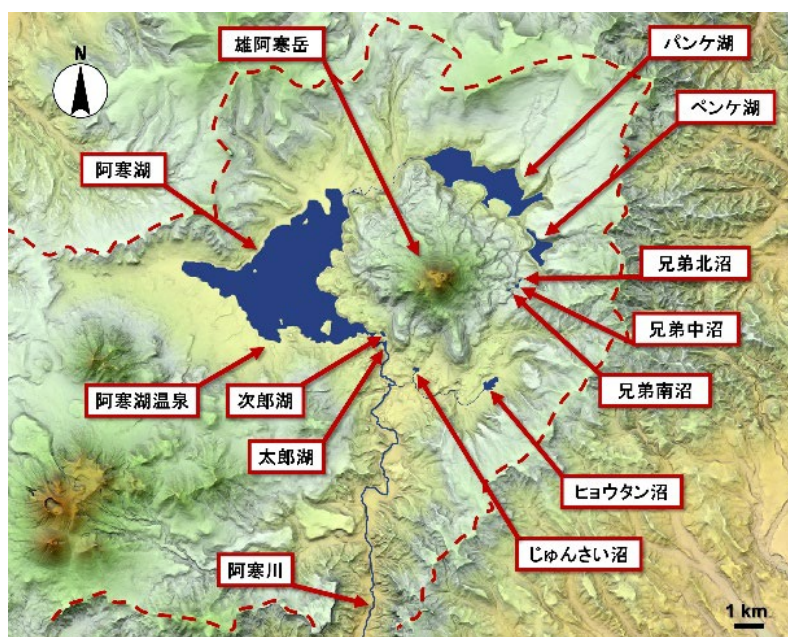 N
雄阿寒岳
パンケ湖
ペンケ湖
阿寒湖
兄弟北沼
兄弟中沼
兄弟南沼
阿寒湖温泉
次郎湖
太郎湖
ヒョウタン沼
じゅんさい沼
阿寒川
1 km